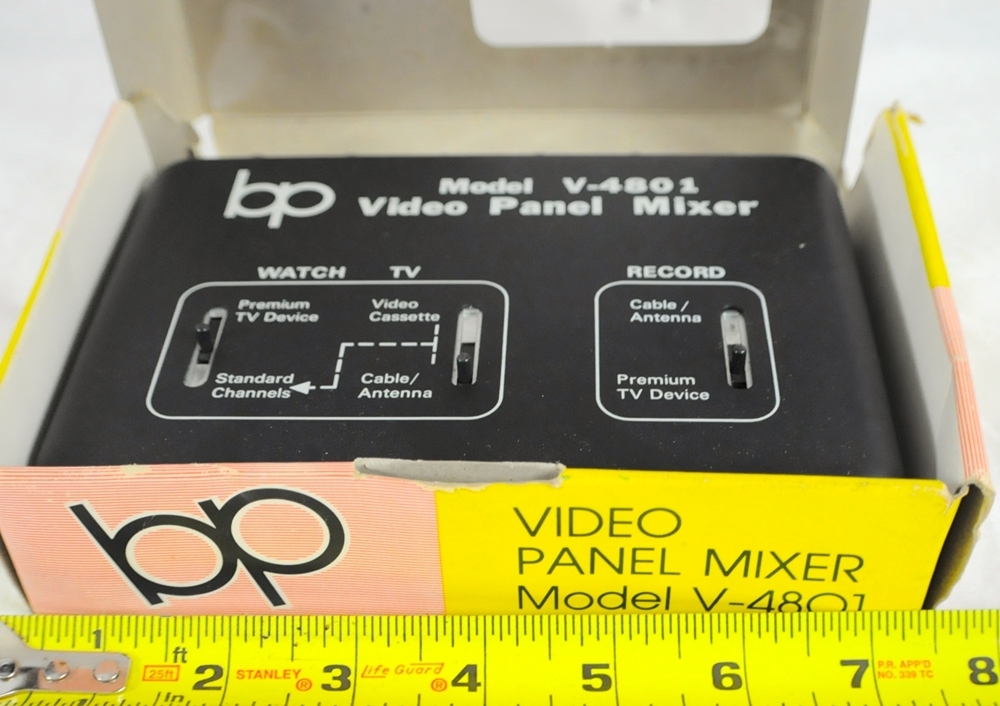 bp
Model V-4801
Video Panel Mixer
WATCH TV
Premium
TV Device
Video
Cassette
Standard
Channels
Cable/
Antenna
RECORD
Cable /
Antenna
Premium
TV Device
bp
VIDEO
PANEL MIXER
Model V-4801
1 ft 2 3 4 5 6 7 8
25ft STANLEY® Life Guard® P.R. APP'D
NO. 339 TC
in